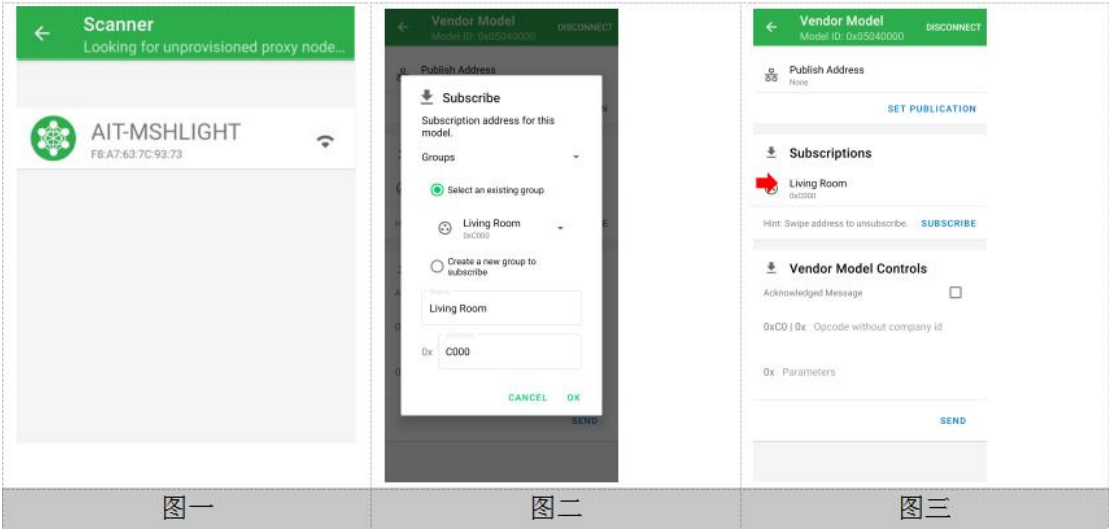 Scanner
Looking for unprovisioned proxy node...
AIT-MSHLIGHT
F8:A7:63:7C:93:73
Vendor Model
Model ID: 0x05040000
DISCONNECT
Publish Address
Subscribe
Subscription address for this
model.
Groups
Select an existing group
Living Room
0xC000
Create a new group to
subscribe
Name
Living Room
Address
0x C000
CANCEL OK
SEND
Vendor Model
Model ID: 0x05040000
DISCONNECT
Publish Address
None
SET PUBLICATION
Subscriptions
Living Room
0xC000
Hint: Swipe address to unsubscribe. SUBSCRIBE
Vendor Model Controls
Acknowledged Message
0xC0 | 0x Opcode without company id
0x Parameters
SEND
图一
图二
图三